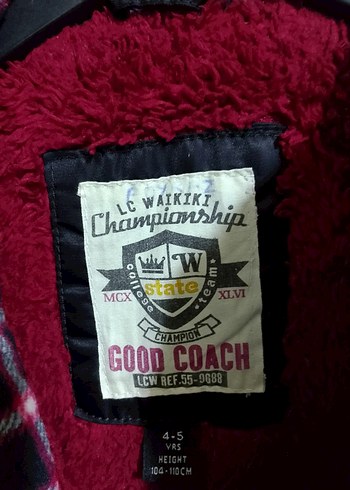 LC WAIKIKI
Championship
W
college state team
MCX XLVI
CHAMPION
GOOD COACH
LCW REF.55-0G88
4-5
YRS
HEIGHT
104-110CM